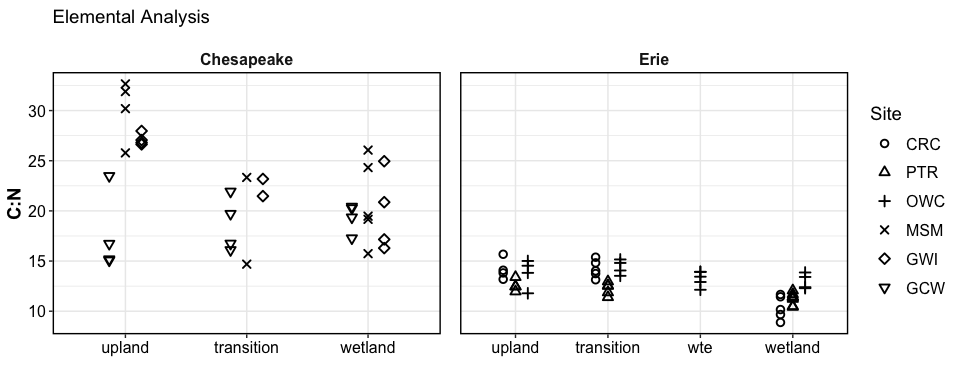 Elemental Analysis
Chesapeake
Erie
C:N
30
25
20
15
10
upland
transition
wetland
upland
transition
wte
wetland
Site
CRC
PTR
OWC
MSM
GWI
GCW